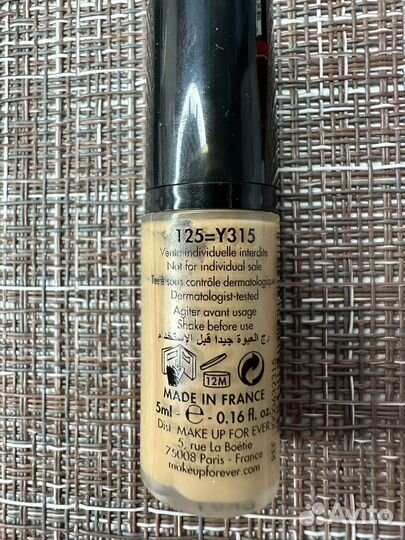 125=Y315
Vente individuelle interdite
Not for individual sale
Testé sous contrôle dermatologique
Dermatologist-tested
Agiter avant usage
Shake before use
رج العبوة جيدا قبل الإستخدام
12M
MADE IN FRANCE
5ml - e - 0.16 fl. oz
Dist. MAKE UP FOR EVER
5, rue La Boétie
75008 Paris - France
makeupforever.com
Avito